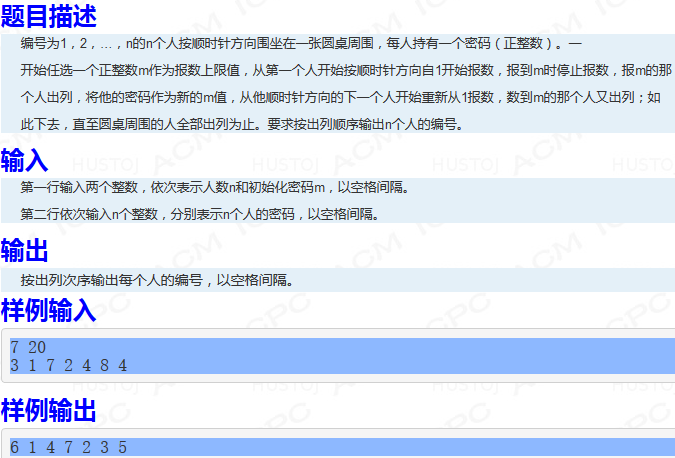 题目描述
编号为1，2，…，n的n个人按顺时针方向围坐在一张圆桌周围，每人持有一个密码（正整数）。一
开始任选一个正整数m作为报数上限值，从第一个人开始按顺时针方向自1开始报数，报到m时停止报数，报m的那
个人出列，将他的密码作为新的m值，从他顺时针方向的下一个人开始重新从1报数，数到m的那个人又出列；如
此下去，直至圆桌周围的人全部出列为止。要求按出列顺序输出n个人的编号。
输入
第一行输入两个整数，依次表示人数n和初始化密码m，以空格间隔。
第二行依次输入n个整数，分别表示n个人的密码，以空格间隔。
输出
按出列次序输出每个人的编号，以空格间隔。
样例输入
7 20
3 1 7 2 4 8 4
样例输出
6 1 4 7 2 3 5